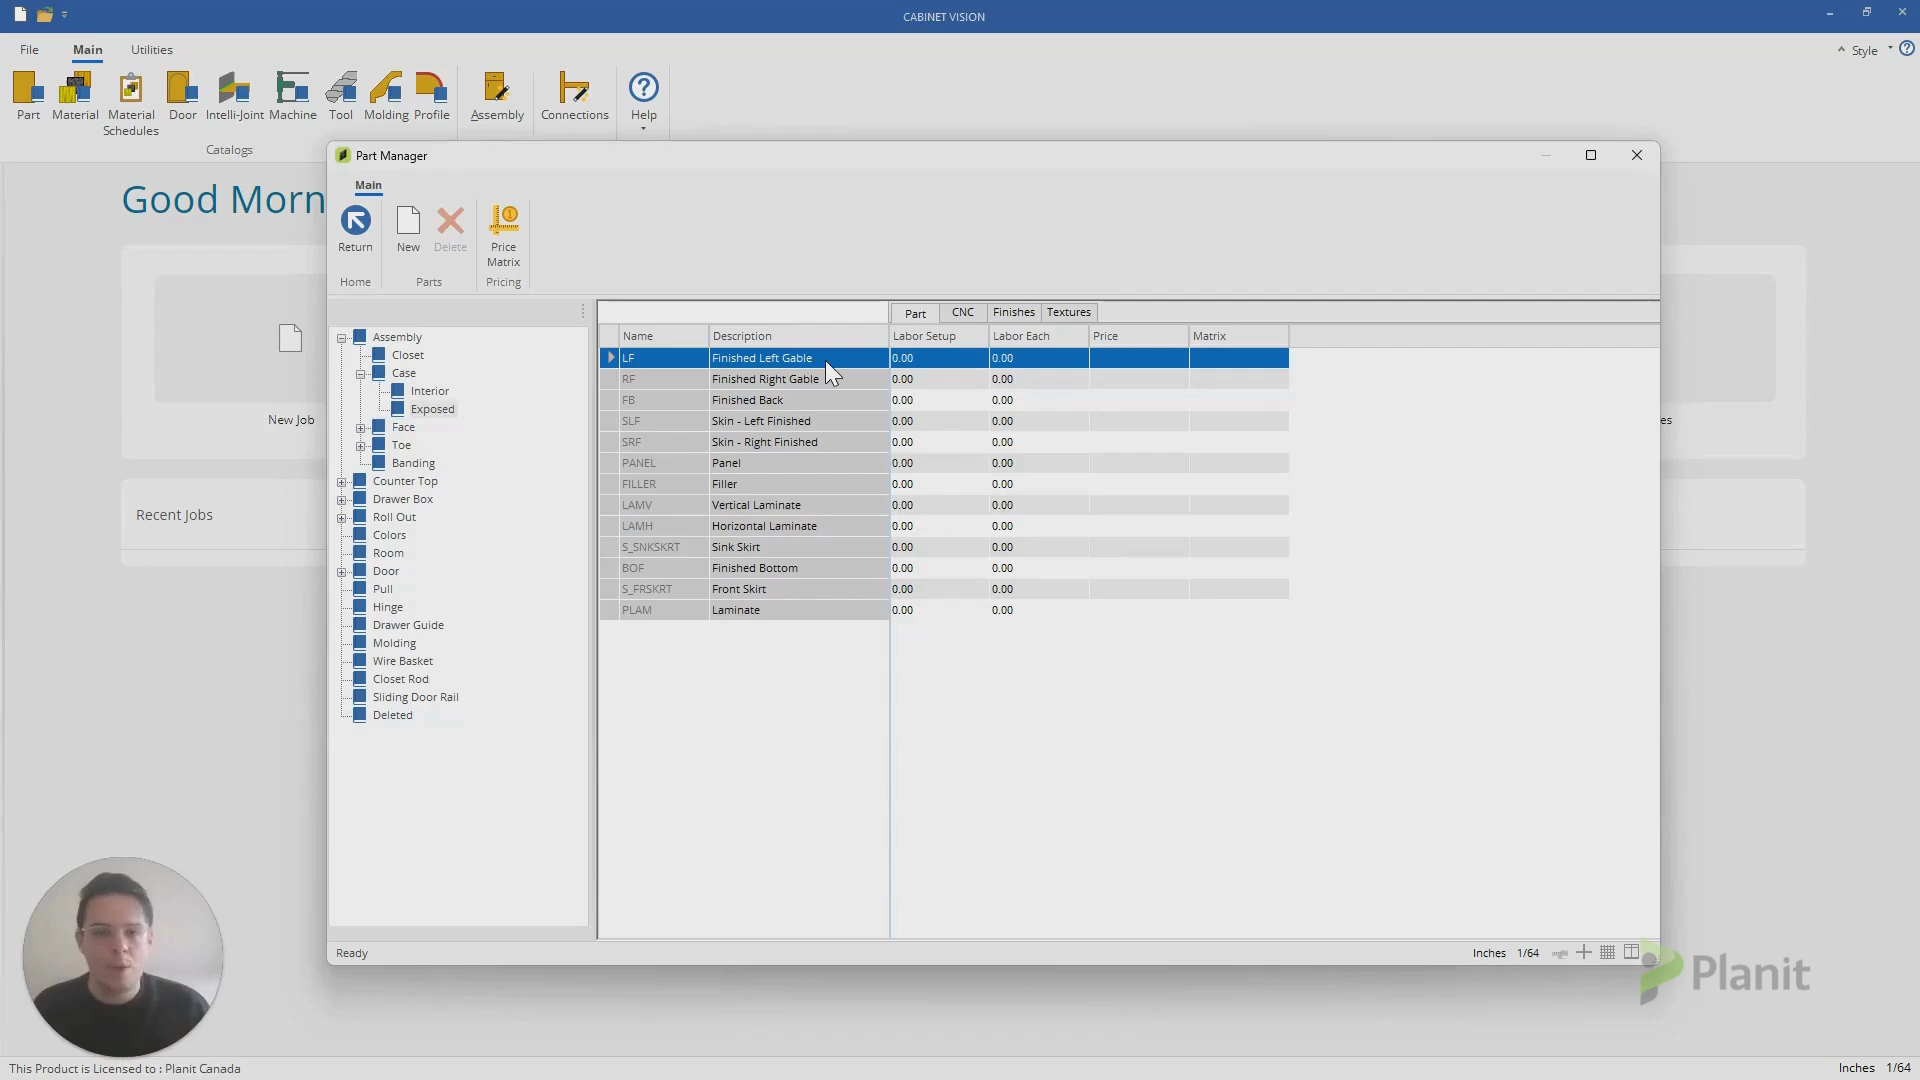 CABINET VISION
File Main Utilities Style
Part Material Material Schedules Door Intelli-Joint Machine Tool Molding Profile Assembly Connections Help
Catalogs
Good Morn
New Job
Recent Jobs
es
Part Manager
Main
Return New Delete Price Matrix
Home Parts Pricing
Assembly
Closet
Case
Interior
Exposed
Face
Toe
Banding
Counter Top
Drawer Box
Roll Out
Colors
Room
Door
Pull
Hinge
Drawer Guide
Molding
Wire Basket
Closet Rod
Sliding Door Rail
Deleted
Part CNC Finishes Textures
Name Description Labor Setup Labor Each Price Matrix
LF Finished Left Gable 0.00 0.00
RF Finished Right Gable 0.00 0.00
FB Finished Back 0.00 0.00
SLF Skin - Left Finished 0.00 0.00
SRF Skin - Right Finished 0.00 0.00
PANEL Panel 0.00 0.00
FILLER Filler 0.00 0.00
LAMV Vertical Laminate 0.00 0.00
LAMH Horizontal Laminate 0.00 0.00
S_SNKSKRT Sink Skirt 0.00 0.00
BOF Finished Bottom 0.00 0.00
S_FRSKRT Front Skirt 0.00 0.00
PLAM Laminate 0.00 0.00
Ready Inches 1/64
Planit
This Product is Licensed to : Planit Canada Inches 1/64